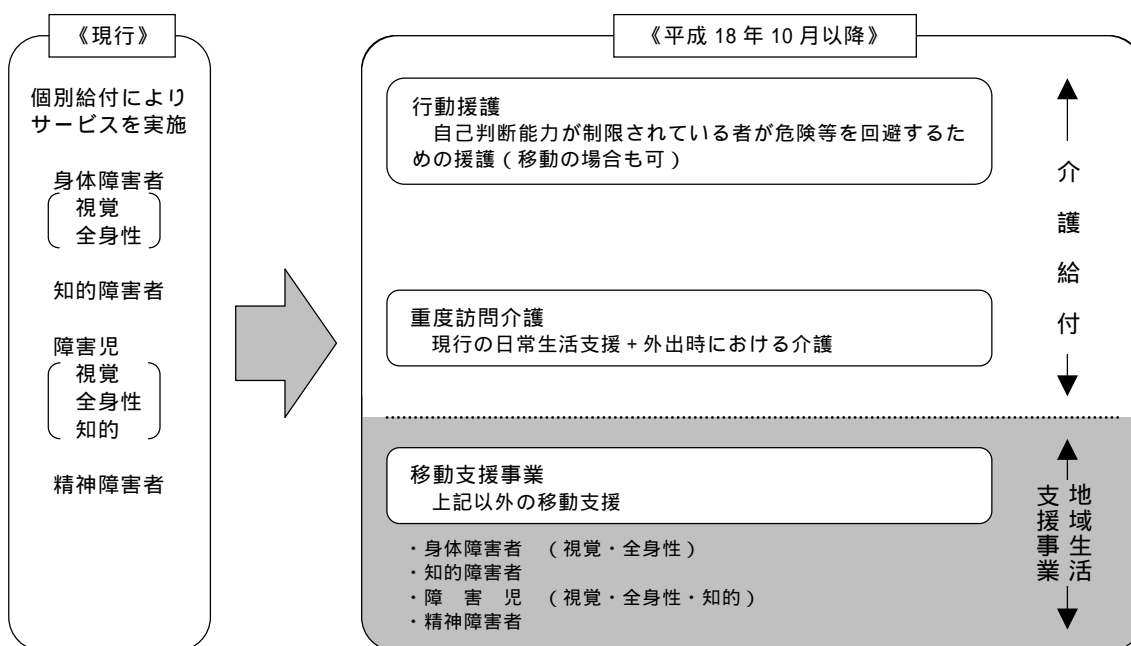 《現行》
個別給付により
サービスを実施
身体障害者
視覚
全身性
知的障害者
障害児
視覚
全身性
知的
精神障害者
《平成 18 年 10 月以降》
行動援護
自己判断能力が制限されている者が危険等を回避するた
めの援護（移動の場合も可）
重度訪問介護
現行の日常生活支援＋外出時における介護
介護給付
移動支援事業
上記以外の移動支援
・身体障害者　（視覚・全身性）
・知的障害者
・障　害　児　（視覚・全身性・知的）
・精神障害者
地域生活
支援事業